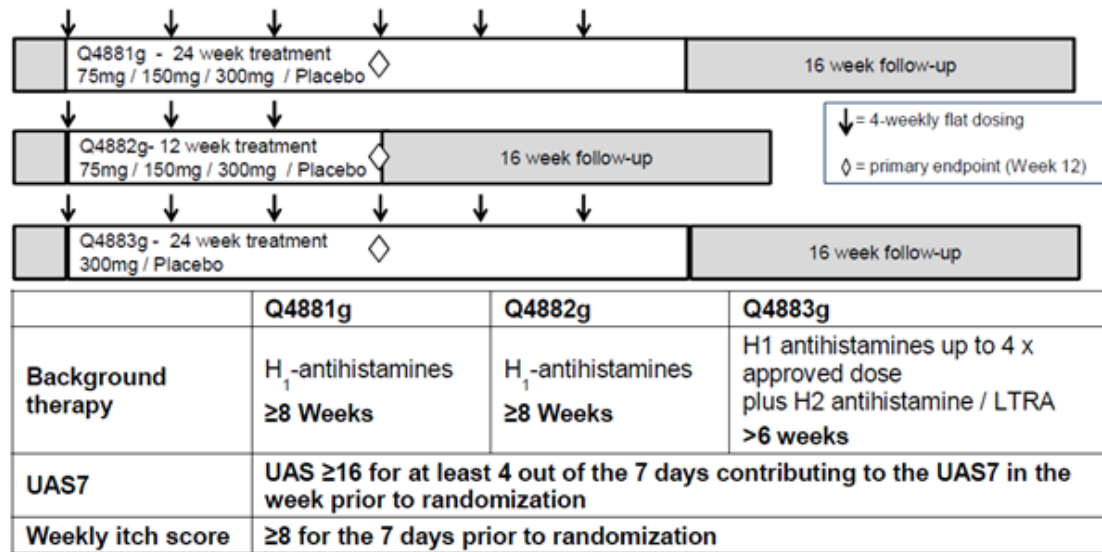 Q4881g - 24 week treatment
75mg / 150mg / 300mg / Placebo
16 week follow-up
↓= 4-weekly flat dosing
◊ = primary endpoint (Week 12)
Q4882g- 12 week treatment
75mg / 150mg / 300mg / Placebo
16 week follow-up
Q4883g - 24 week treatment
300mg / Placebo
16 week follow-up
Q4881g Q4882g Q4883g
Background therapy
H₁-antihistamines
≥8 Weeks
H₁-antihistamines
≥8 Weeks
H1 antihistamines up to 4 x
approved dose
plus H2 antihistamine / LTRA
>6 weeks
UAS7
UAS ≥16 for at least 4 out of the 7 days contributing to the UAS7 in the
week prior to randomization
Weekly itch score
≥8 for the 7 days prior to randomization